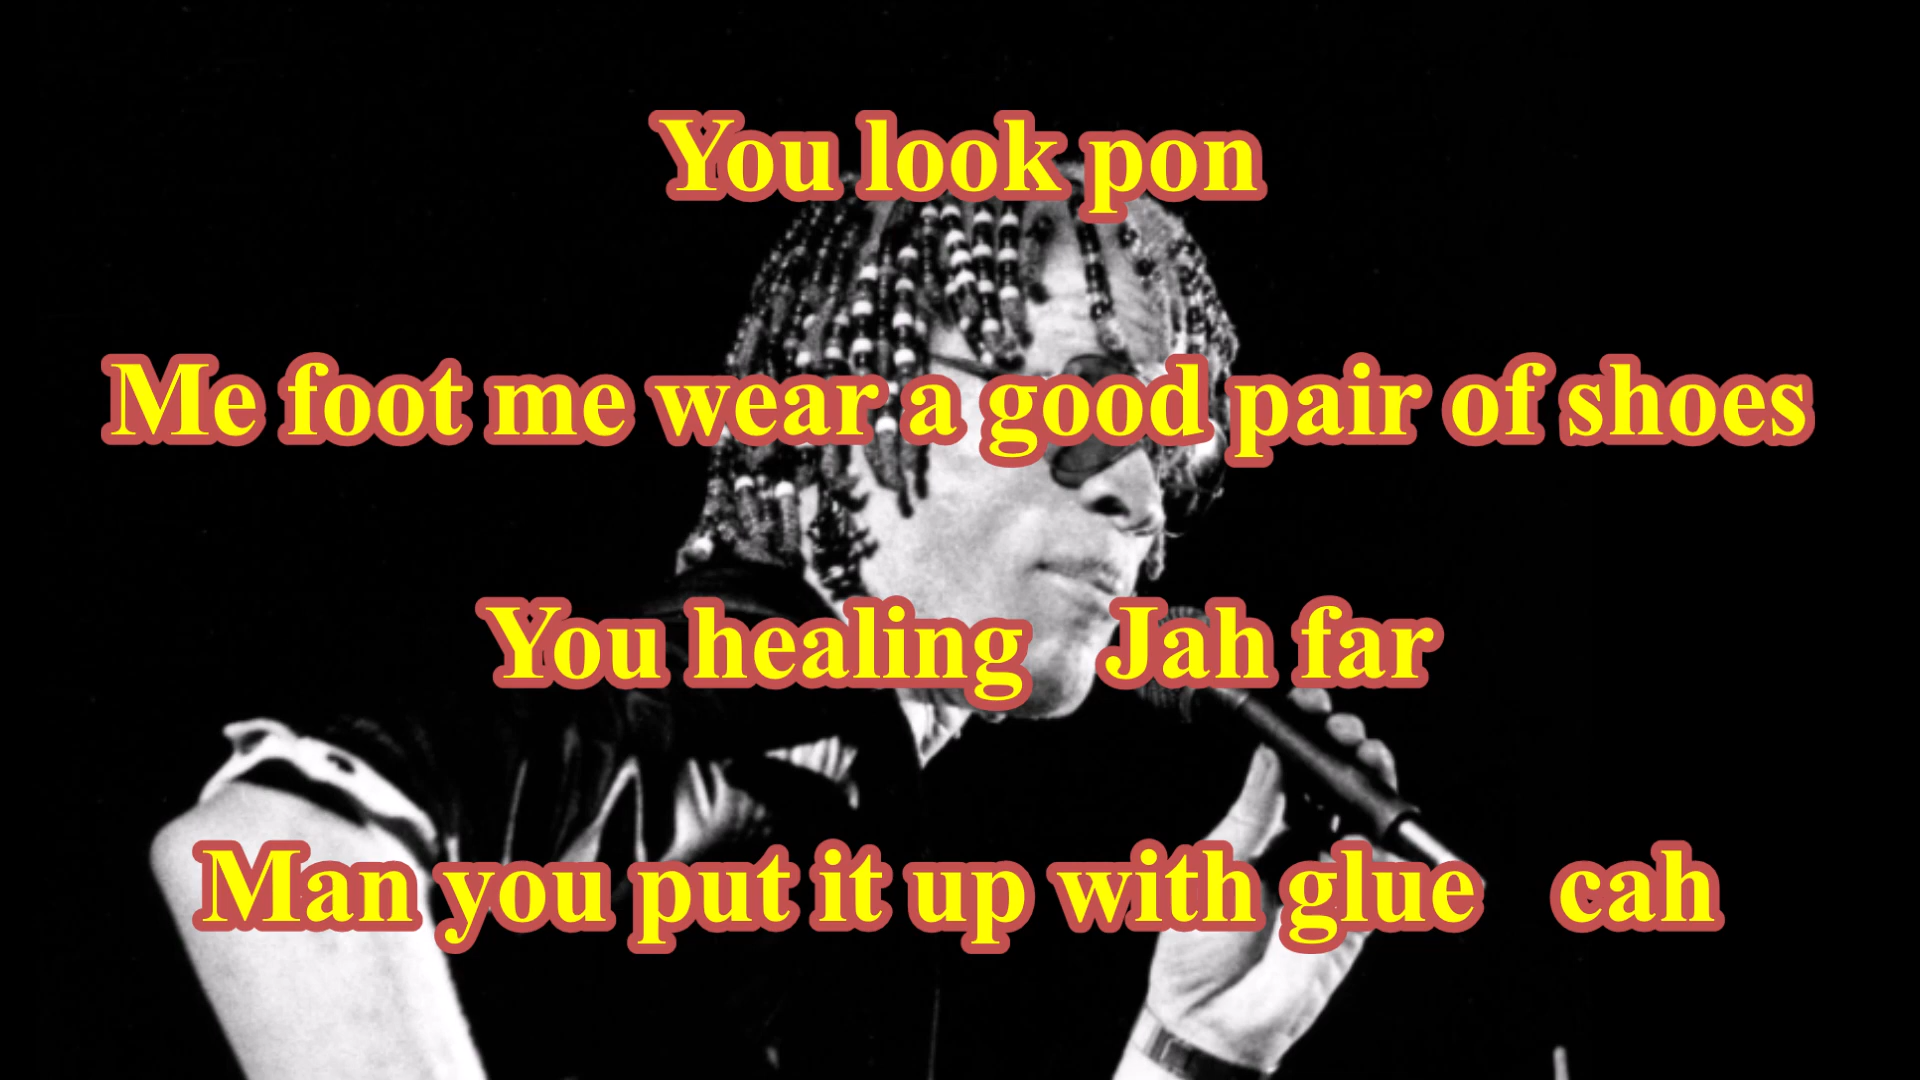 You look pon
Me foot me wear a good pair of shoes
You healing   Jah far
Man you put it up with glue   cah